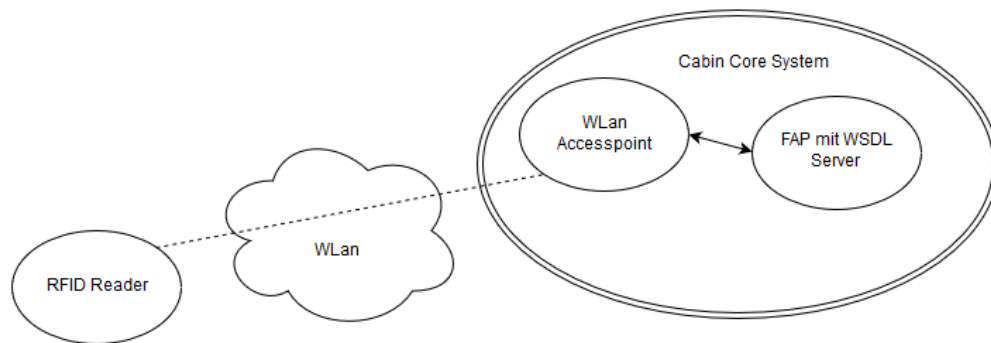 Cabin Core System
WLan
Accesspoint
FAP mit WSDL
Server
WLan
RFID Reader